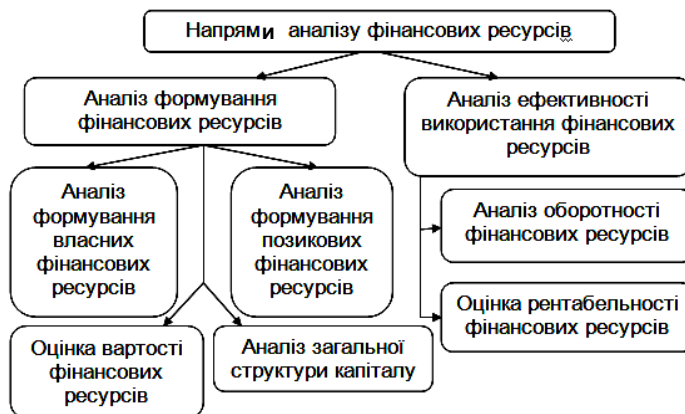 Напрями аналізу фінансових ресурсів
Аналіз формування
фінансових ресурсів
Аналіз ефективності
використання фінансових
ресурсів
Аналіз
формування
власних
фінансових
ресурсів
Аналіз
формування
позикових
фінансових
ресурсів
Аналіз оборотності
фінансових ресурсів
Оцінка рентабельності
фінансових ресурсів
Оцінка вартості
фінансових
ресурсів
Аналіз загальної
структури капіталу